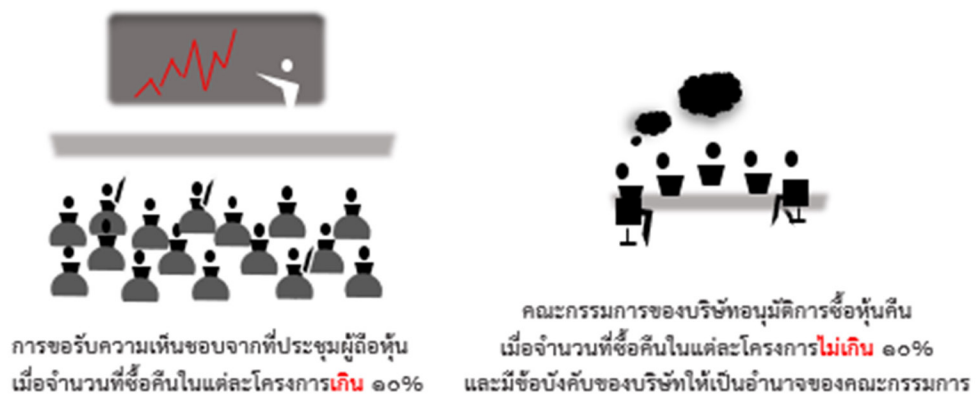 การขอรับความเห็นชอบจากที่ประชุมผู้ถือหุ้น
เมื่อจำนวนที่ซื้อคืนในแต่ละโครงการเกิน ๑๐%
คณะกรรมการของบริษัทอนุมัติการซื้อหุ้นคืน
เมื่อจำนวนที่ซื้อคืนในแต่ละโครงการไม่เกิน ๑๐%
และมีข้อบังคับของบริษัทให้เป็นอำนาจของคณะกรรมการ